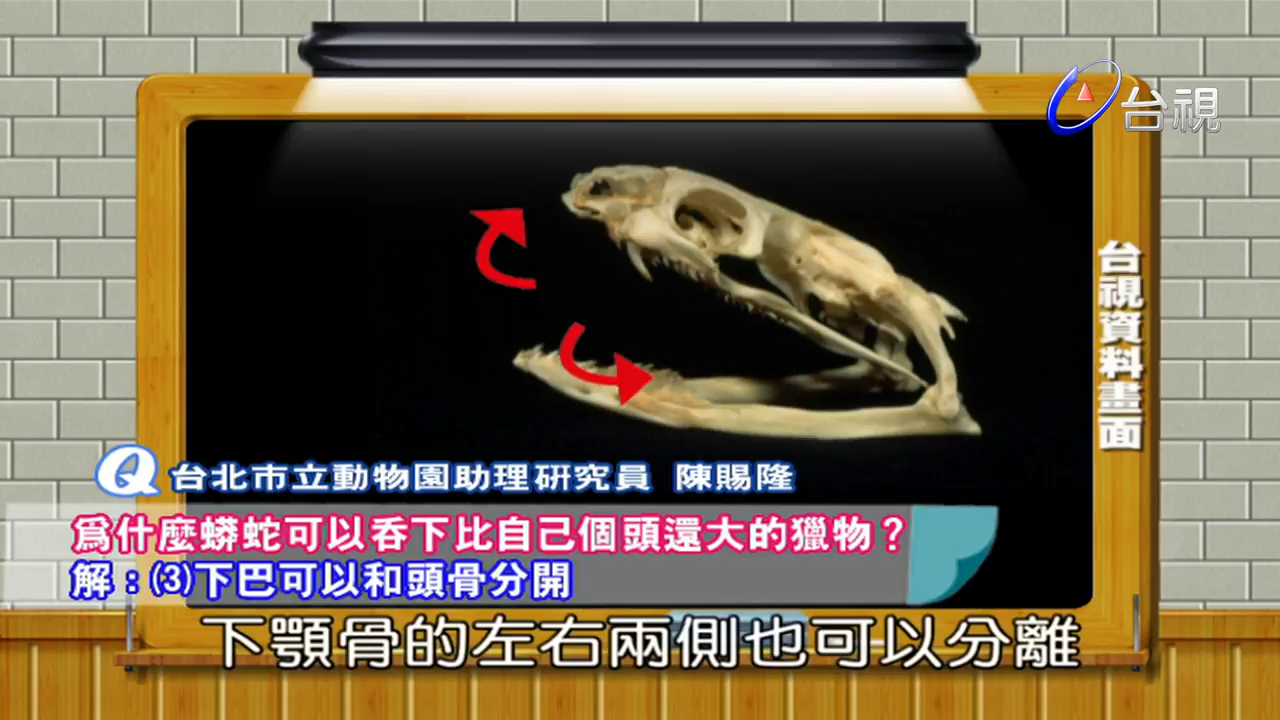 台視
台視資料畫面
Q 台北市立動物園助理研究員 陳賜隆
為什麼蟒蛇可以吞下比自己個頭還大的獵物？
解：(3)下巴可以和頭骨分開
下顎骨的左右兩側也可以分離